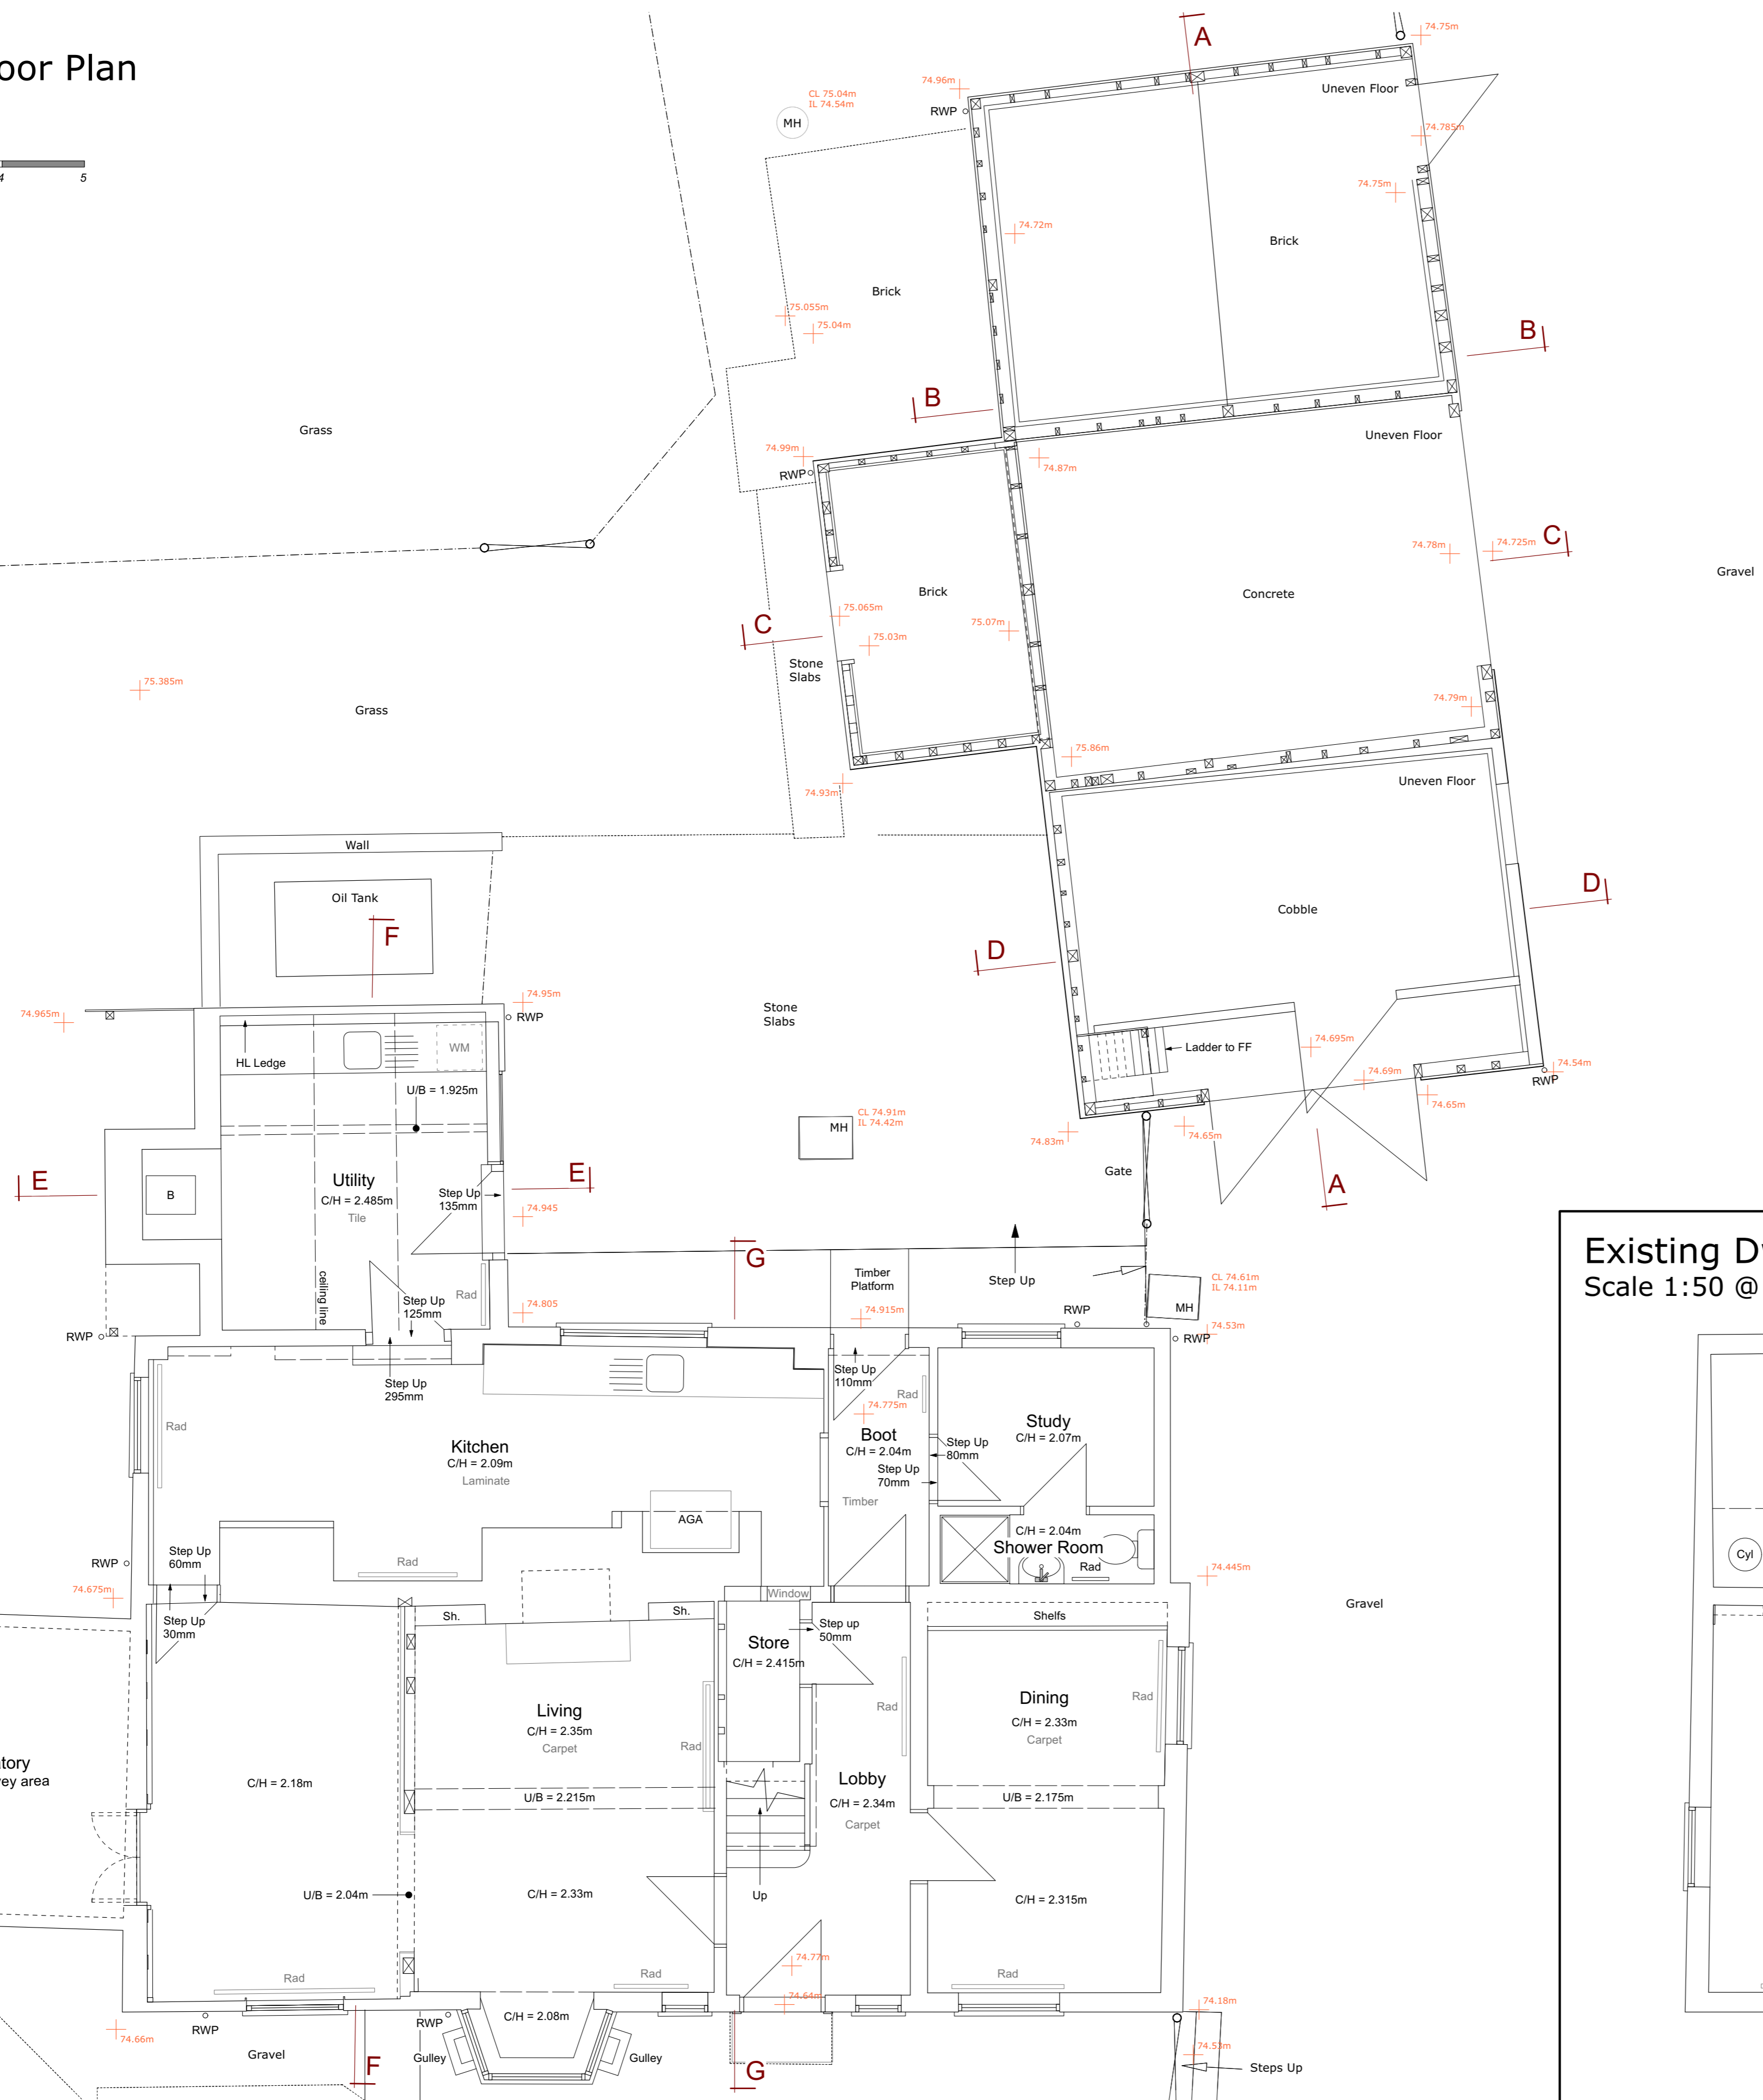 oor Plan
4
5
A
74.75m
74.96m
Uneven Floor
CL 75.04m
IL 74.54m
RWP
MH
74.785m
74.75m
74.72m
Brick
Brick
75.055m
75.04m
B
B
Grass
Uneven Floor
74.99m
74.87m
RWP
C
74.78m
74.725m
Gravel
Brick
Concrete
75.065m
C
75.07m
75.03m
Stone
Slabs
75.385m
74.79m
Grass
75.86m
Uneven Floor
74.93m
Wall
Oil Tank
D
Cobble
F
D
74.95m
74.965m
RWP
Stone
Slabs
HL Ledge
WM
Ladder to FF
74.695m
74.54m
74.69m
RWP
U/B = 1.925m
74.65m
CL 74.91m
IL 74.42m
MH
74.83m
74.65m
Gate
E
E
Utility
C/H = 2.485m
Tile
B
Step Up
135mm
A
74.945
G
Existing D
Scale 1:50 @
Timber
Platform
Step Up
CL 74.61m
IL 74.11m
MH
ceiling line
Rad
Step Up
125mm
74.805
74.915m
RWP
RWP
74.53m
RWP
Step Up
295mm
Step Up
110mm
Rad
74.775m
Rad
Kitchen
C/H = 2.09m
Laminate
Boot
C/H = 2.04m
Step Up
80mm
Step Up
70mm
Timber
Study
C/H = 2.07m
AGA
C/H = 2.04m
Shower Room
Rad
Step Up
60mm
RWP
Rad
Cyl
74.675m
74.445m
Window
Gravel
Step Up
30mm
Sh.
Sh.
Shelfs
Step up
50mm
Store
C/H = 2.415m
Living
C/H = 2.35m
Carpet
Rad
Rad
Dining
C/H = 2.33m
Carpet
Rad
tory
ey area
C/H = 2.18m
U/B = 2.215m
Lobby
C/H = 2.34m
Carpet
U/B = 2.175m
U/B = 2.04m
C/H = 2.33m
Up
C/H = 2.315m
74.77m
Rad
Rad
Rad
74.64m
74.18m
C/H = 2.08m
RWP
RWP
74.66m
Gravel
F
Gulley
Gulley
G
74.53m
Steps Up